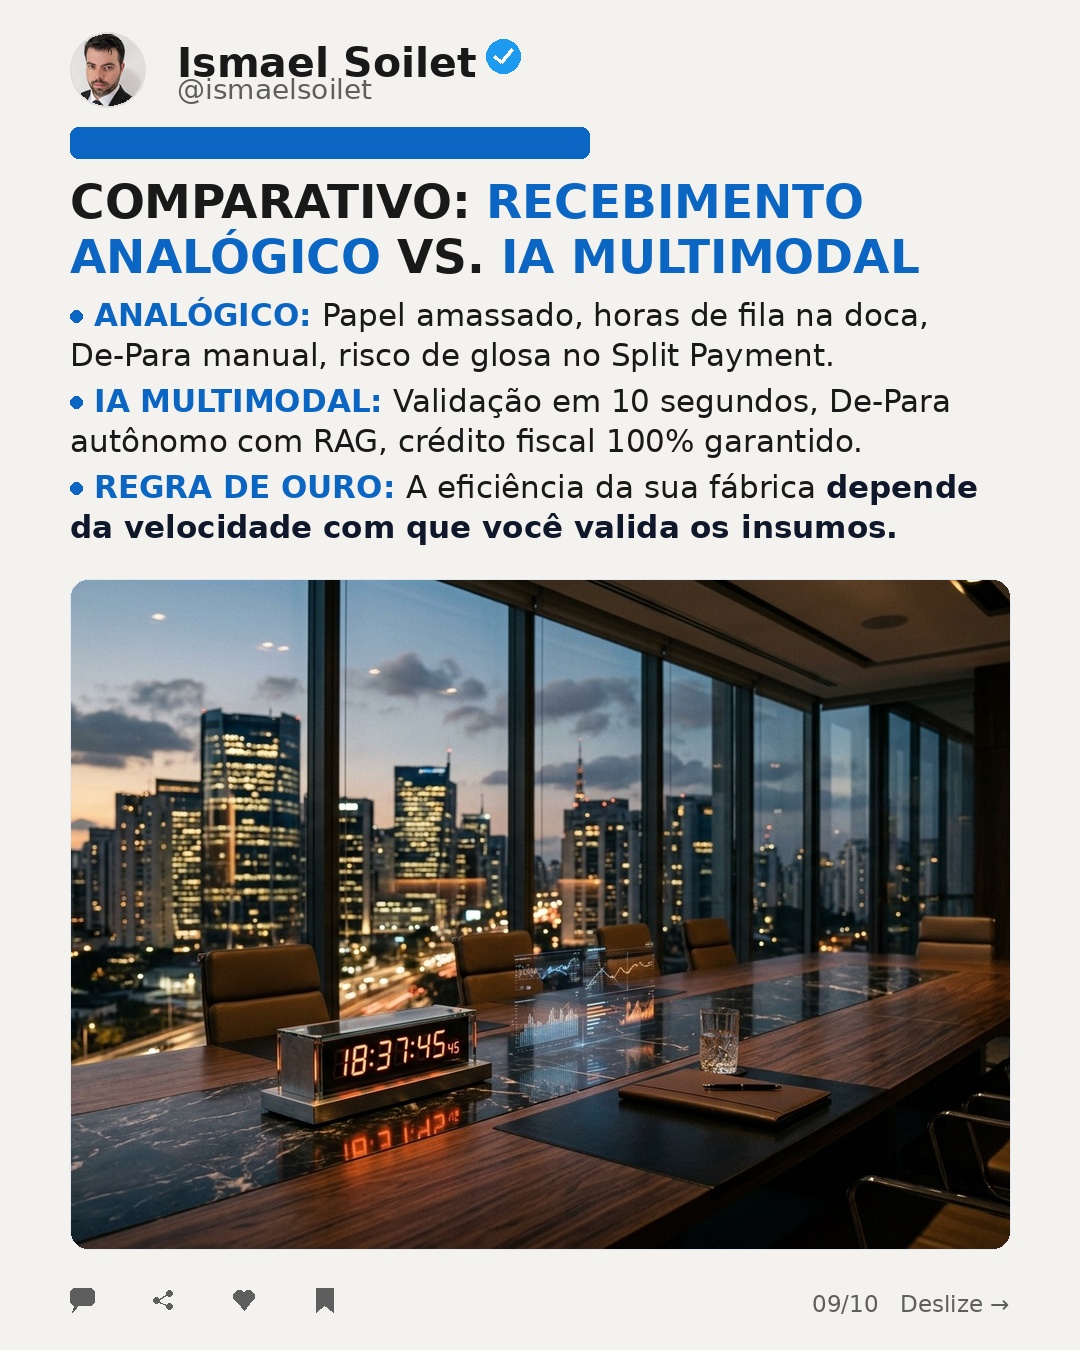 Ismael Soilet
@ismaelsoilet
COMPARATIVO: RECEBIMENTO
ANALÓGICO VS. IA MULTIMODAL
• ANALÓGICO: Papel amassado, horas de fila na doca,
De-Para manual, risco de glosa no Split Payment.
• IA MULTIMODAL: Validação em 10 segundos, De-Para
autônomo com RAG, crédito fiscal 100% garantido.
• REGRA DE OURO: A eficiência da sua fábrica depende
da velocidade com que você valida os insumos.
18:37:45 45
09/10 Deslize →